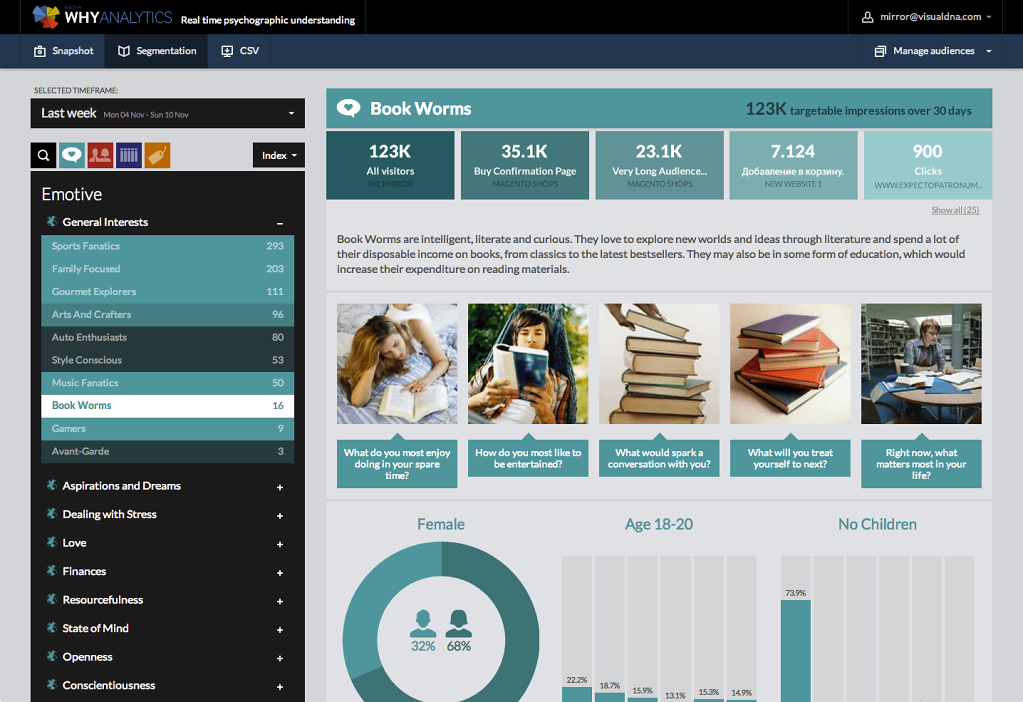 BETA
WHYANALYTICS Real time psychographic understanding
mirror@visualdna.com
Snapshot
Segmentation
CSV
Manage audiences
SELECTED TIMEFRAME:
Last week Mon 04 Nov - Sun 10 Nov
Index
Emotive
General Interests –
Sports Fanatics 293
Family Focused 203
Gourmet Explorers 111
Arts And Crafters 96
Auto Enthusiasts 80
Style Conscious 53
Music Fanatics 50
Book Worms 16
Gamers 9
Avant-Garde 3
Aspirations and Dreams +
Dealing with Stress +
Love +
Finances +
Resourcefulness +
State of Mind +
Openness +
Conscientiousness +
Book Worms
123K targetable impressions over 30 days
123K
All visitors
THE MIRROR
35.1K
Buy Confirmation Page
MAGENTO SHOPS
23.1K
Very Long Audience...
MAGENTO SHOPS
7.124
Добавление в корзину.
NEW WEBSITE 1
900
Clicks
WWW.EXPECTOPATRONUM...
Show all (25)
Book Worms are intelligent, literate and curious. They love to explore new worlds and ideas through literature and spend a lot of
their disposable income on books, from classics to the latest bestsellers. They may also be in some form of education, which would
increase their expenditure on reading materials.
What do you most enjoy
doing in your spare
time?
How do you most like to
be entertained?
What would spark a
conversation with you?
What will you treat
yourself to next?
Right now, what
matters most in your
life?
Female
32% 68%
Age 18-20
22.2% 18.7% 15.9% 13.1% 15.3% 14.9%
No Children
73.9%